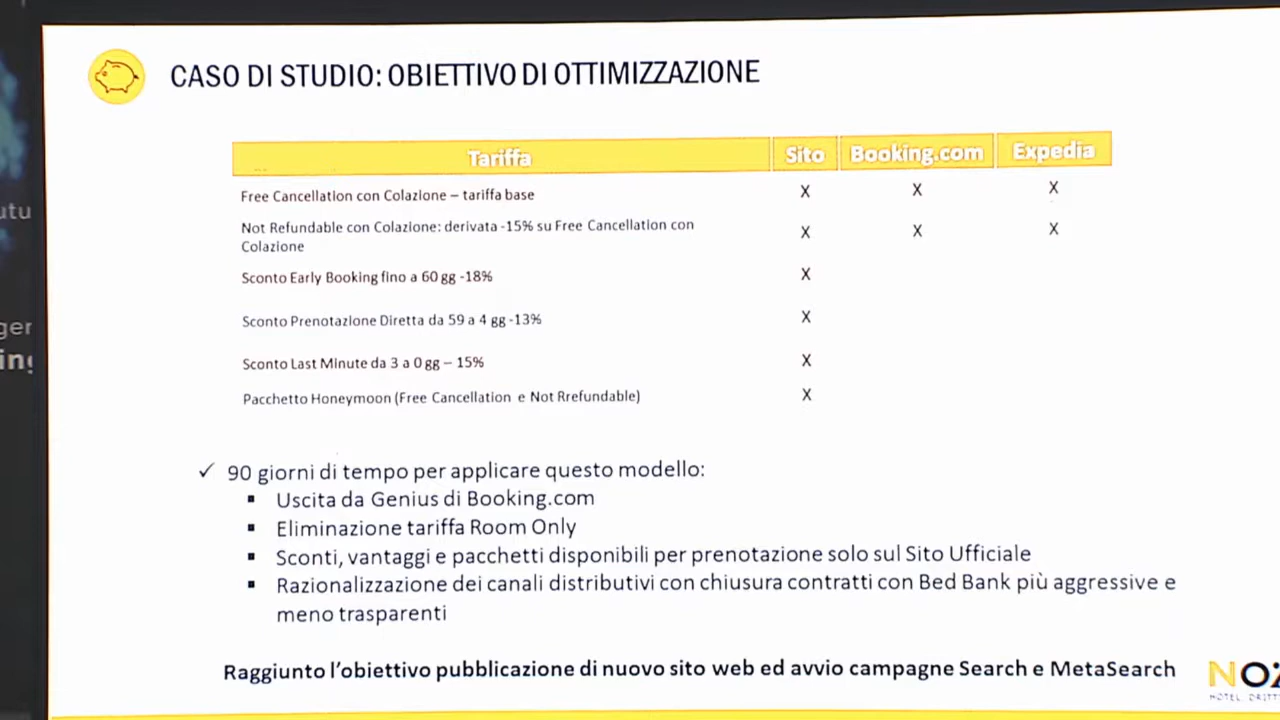 CASO DI STUDIO: OBIETTIVO DI OTTIMIZZAZIONE
Tariffa Sito Booking.com Expedia
Free Cancellation con Colazione – tariffa base X X X
Not Refundable con Colazione: derivata -15% su Free Cancellation con
Colazione X X X
Sconto Early Booking fino a 60 gg -18% X
Sconto Prenotazione Diretta da 59 a 4 gg -13% X
Sconto Last Minute da 3 a 0 gg – 15% X
Pacchetto Honeymoon (Free Cancellation e Not Rrefundable) X
✓ 90 giorni di tempo per applicare questo modello:
▪ Uscita da Genius di Booking.com
▪ Eliminazione tariffa Room Only
▪ Sconti, vantaggi e pacchetti disponibili per prenotazione solo sul Sito Ufficiale
▪ Razionalizzazione dei canali distributivi con chiusura contratti con Bed Bank più aggressive e
meno trasparenti
Raggiunto l'obiettivo pubblicazione di nuovo sito web ed avvio campagne Search e MetaSearch